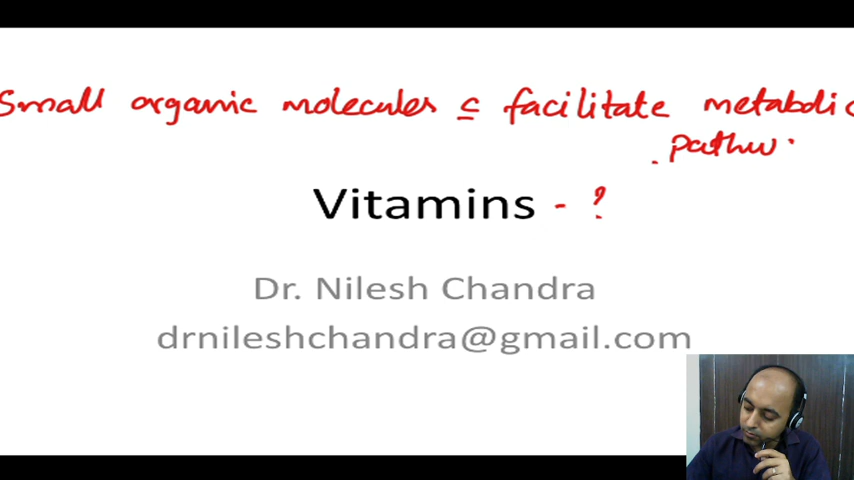 Small organic molecules c̲ facilitate metabolic
pathw.
Vitamins - ?
Dr. Nilesh Chandra
drnileshchandra@gmail.com